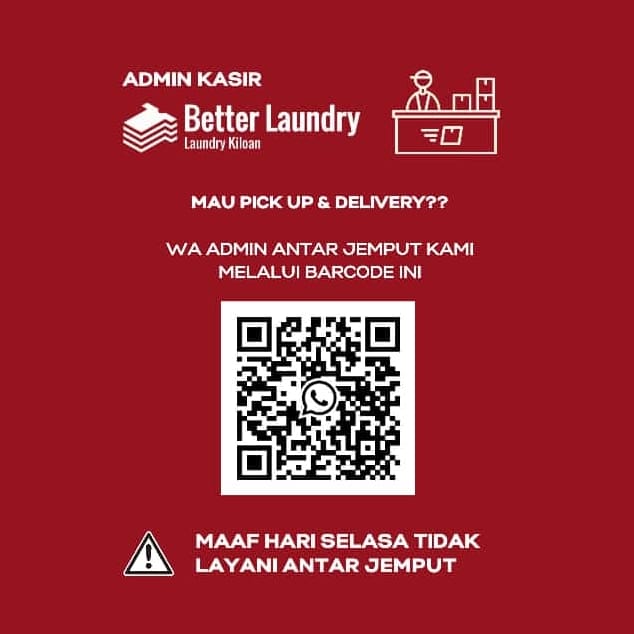 ADMIN KASIR
Better Laundry
Laundry Kiloan
MAU PICK UP & DELIVERY??
WA ADMIN ANTAR JEMPUT KAMI
MELALUI BARCODE INI
MAAF HARI SELASA TIDAK
LAYANI ANTAR JEMPUT